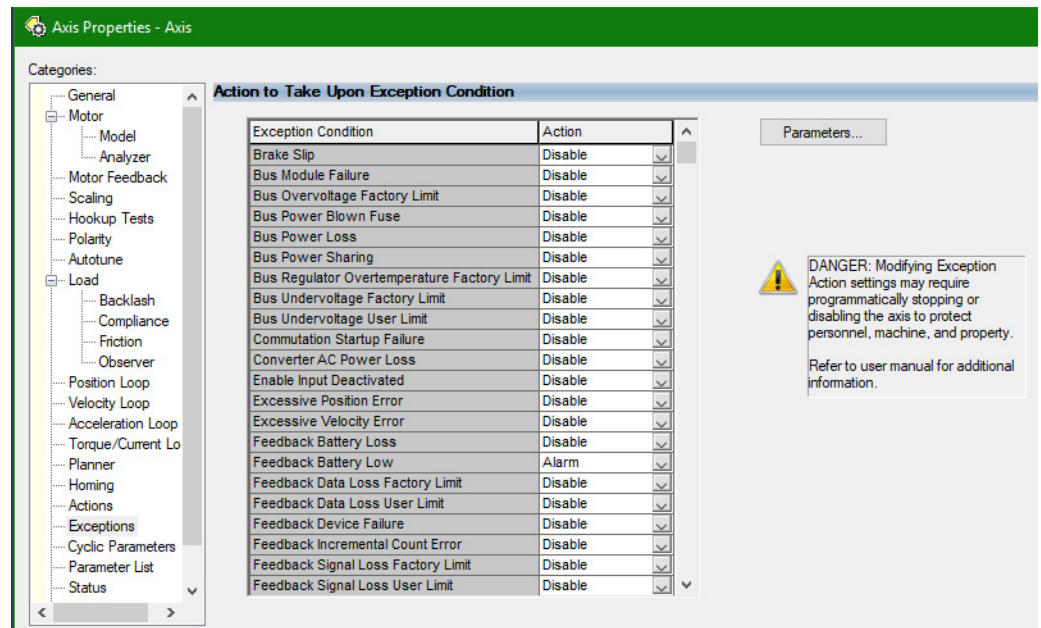 Axis Properties - Axis
Categories:
General
Motor
Model
Analyzer
Motor Feedback
Scaling
Hookup Tests
Polarity
Autotune
Load
Backlash
Compliance
Friction
Observer
Position Loop
Velocity Loop
Acceleration Loop
Torque/Current Lo
Planner
Homing
Actions
Exceptions
Cyclic Parameters
Parameter List
Status
Action to Take Upon Exception Condition
Exception Condition Action
Brake Slip Disable
Bus Module Failure Disable
Bus Overvoltage Factory Limit Disable
Bus Power Blown Fuse Disable
Bus Power Loss Disable
Bus Power Sharing Disable
Bus Regulator Overtemperature Factory Limit Disable
Bus Undervoltage Factory Limit Disable
Bus Undervoltage User Limit Disable
Commutation Startup Failure Disable
Converter AC Power Loss Disable
Enable Input Deactivated Disable
Excessive Position Error Disable
Excessive Velocity Error Disable
Feedback Battery Loss Disable
Feedback Battery Low Alarm
Feedback Data Loss Factory Limit Disable
Feedback Data Loss User Limit Disable
Feedback Device Failure Disable
Feedback Incremental Count Error Disable
Feedback Signal Loss Factory Limit Disable
Feedback Signal Loss User Limit Disable
Parameters...
DANGER: Modifying Exception
Action settings may require
programmatically stopping or
disabling the axis to protect
personnel, machine, and property.
Refer to user manual for additional
information.